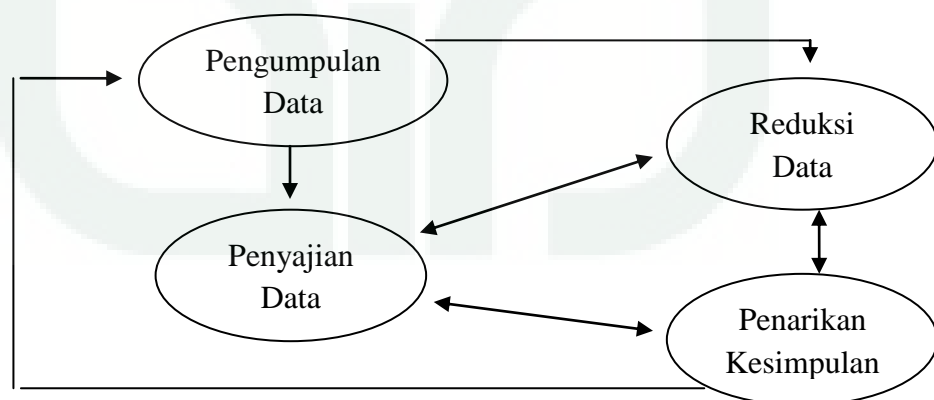 Pengumpulan
Data
Reduksi
Data
Penyajian
Data
Penarikan
Kesimpulan